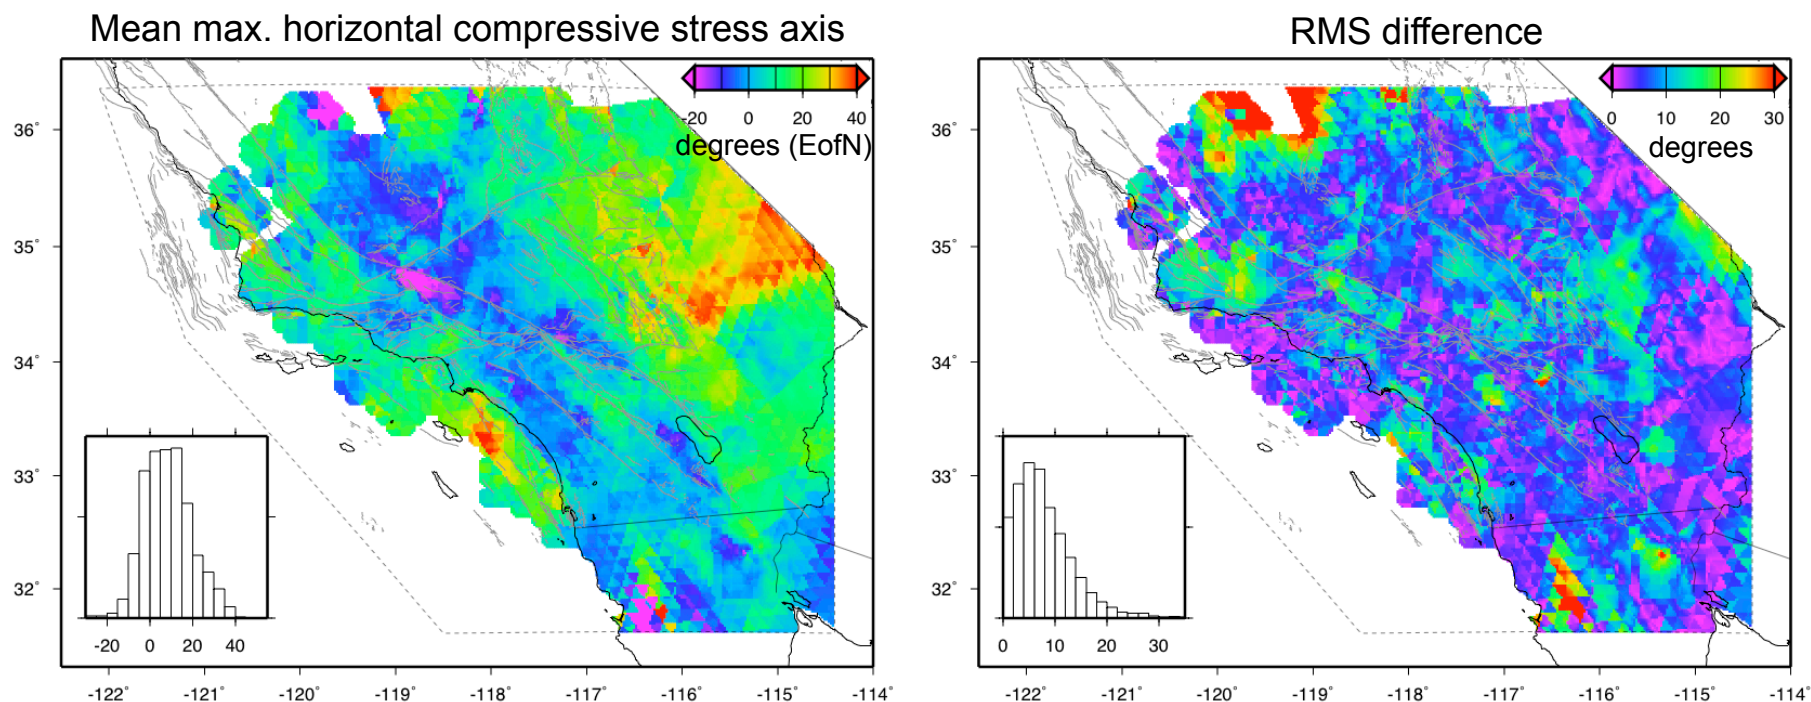 Mean max. horizontal compressive stress axis
-20 0 20 40
degrees (EofN)
36°
35°
34°
33°
32°
-20 0 20 40
-122° -121° -120° -119° -118° -117° -116° -115° -114°
RMS difference
0 10 20 30
degrees
36°
35°
34°
33°
32°
0 10 20 30
-122° -121° -120° -119° -118° -117° -116° -115° -114°